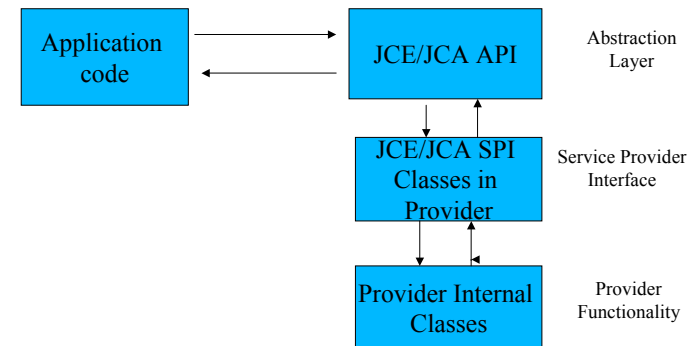 Application
code
JCE/JCA API
Abstraction
Layer
JCE/JCA SPI
Classes in
Provider
Service Provider
Interface
Provider Internal
Classes
Provider
Functionality